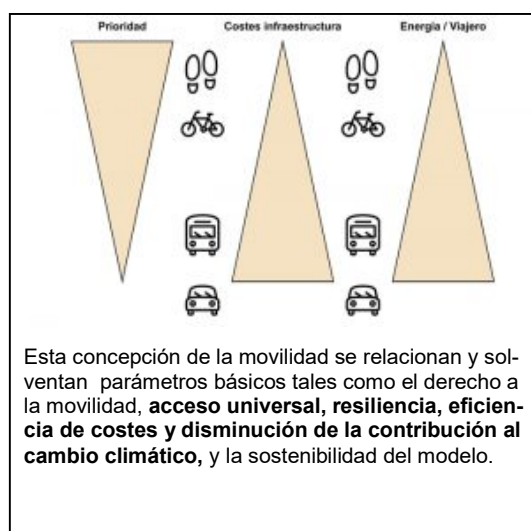 Prioridad Costes infraestructura Energia / Viajero
Esta concepción de la movilidad se relacionan y sol-
ventan parámetros básicos tales como el derecho a
la movilidad, acceso universal, resiliencia, eficien-
cia de costes y disminución de la contribución al
cambio climático, y la sostenibilidad del modelo.